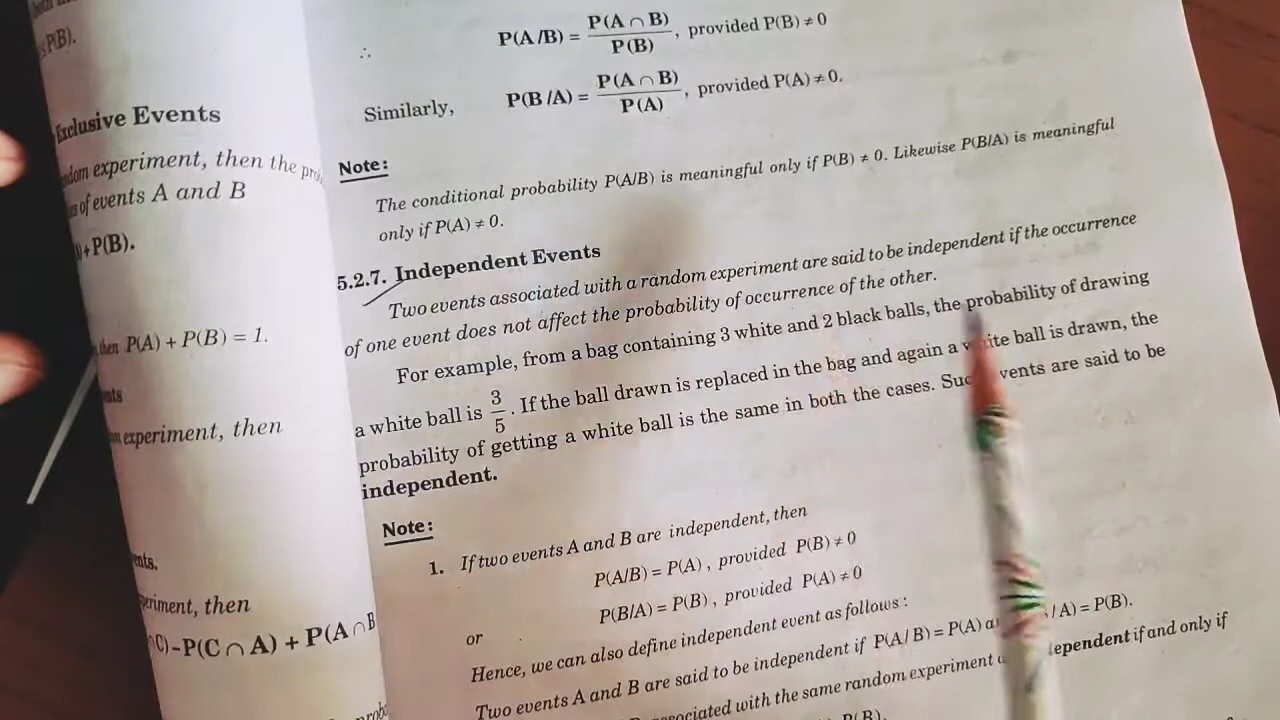 P(B).
Exclusive Events
experiment, then the
of events A and B
+P(B).
then P(A) + P(B) = 1.
experiment, then
then
C)–P(C ∩ A) + P(A ∩ B
∴ P(A/B) = P(A ∩ B) / P(B), provided P(B) ≠ 0
Similarly, P(B/A) = P(A ∩ B) / P(A), provided P(A) ≠ 0.
Note:
The conditional probability P(A/B) is meaningful only if P(B) ≠ 0. Likewise P(B/A) is meaningful
only if P(A) ≠ 0.
5.2.7. Independent Events
Two events associated with a random experiment are said to be independent if the occurrence
of one event does not affect the probability of occurrence of the other.
For example, from a bag containing 3 white and 2 black balls, the probability of drawing
a white ball is 3/5. If the ball drawn is replaced in the bag and again a white ball is drawn, the
probability of getting a white ball is the same in both the cases. Such events are said to be
independent.
Note:
1. If two events A and B are independent, then
P(A/B) = P(A), provided P(B) ≠ 0
or P(B/A) = P(B), provided P(A) ≠ 0
Hence, we can also define independent event as follows :
Two events A and B are said to be independent if P(A/B) = P(A) /A) = P(B).
associated with the same random experiment if and only if
P(B).